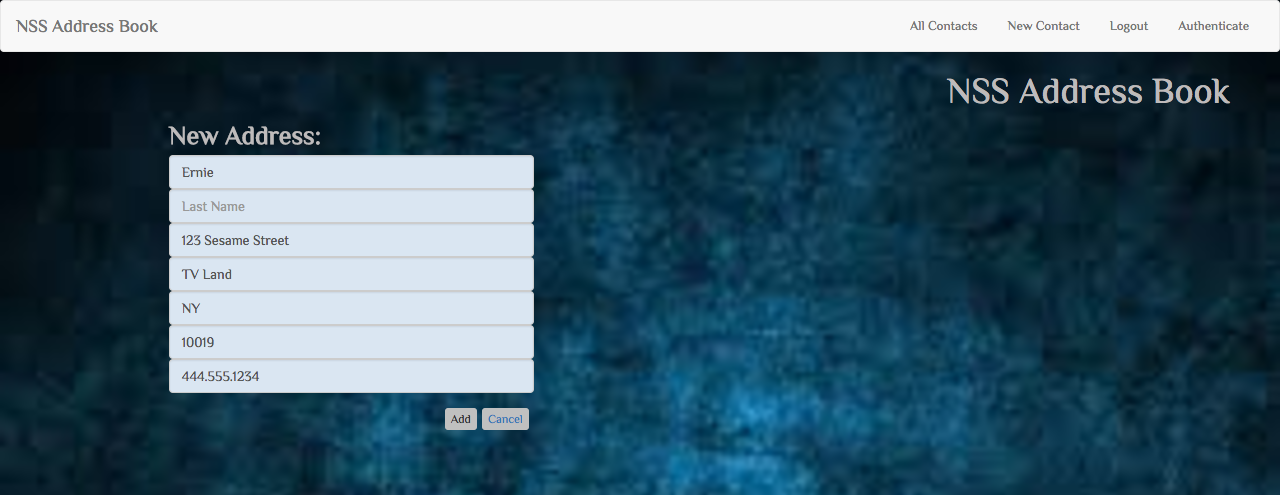 NSS Address Book
All Contacts New Contact Logout Authenticate
NSS Address Book
New Address:
Ernie
Last Name
123 Sesame Street
TV Land
NY
10019
444.555.1234
Add Cancel